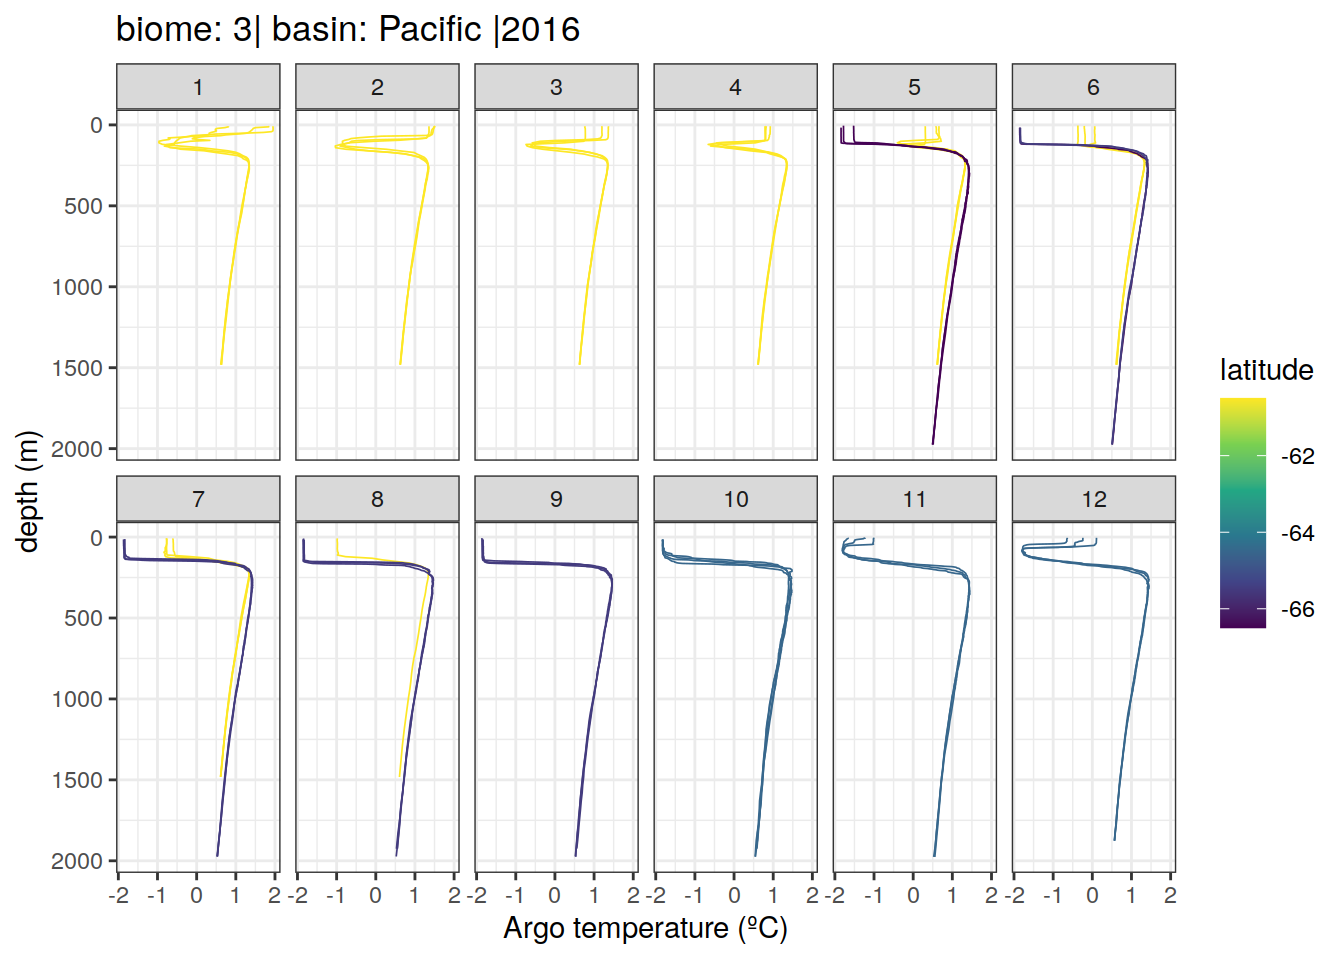 biome: 3| basin: Pacific |2016
1 2 3 4 5 6
0
500
1000
1500
2000
7 8 9 10 11 12
0
500
1000
1500
2000
-2 -1 0 1 2 -1 0 1 2 -2 -1 0 1 2 -2 -1 0 1 2 -2 -1 0 1 2 -2 -1 0 1 2
Argo temperature (ºC)
depth (m)
latitude
-62
-64
-66